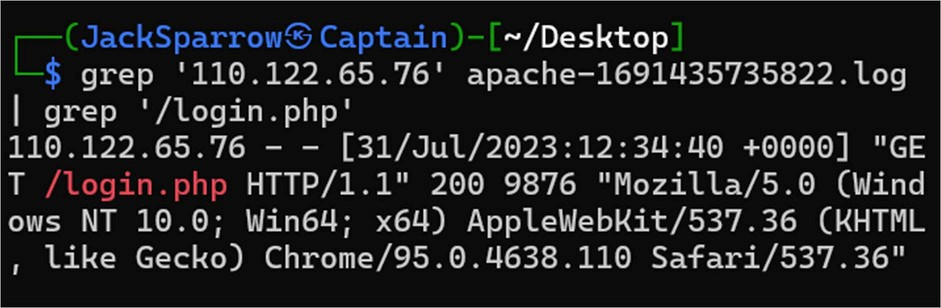 ┌──(JackSparrow㉿Captain)-[~/Desktop]
└─$ grep '110.122.65.76' apache-1691435735822.log
| grep '/login.php'
110.122.65.76 - - [31/Jul/2023:12:34:40 +0000] "GE
T /login.php HTTP/1.1" 200 9876 "Mozilla/5.0 (Wind
ows NT 10.0; Win64; x64) AppleWebKit/537.36 (KHTML
, like Gecko) Chrome/95.0.4638.110 Safari/537.36"